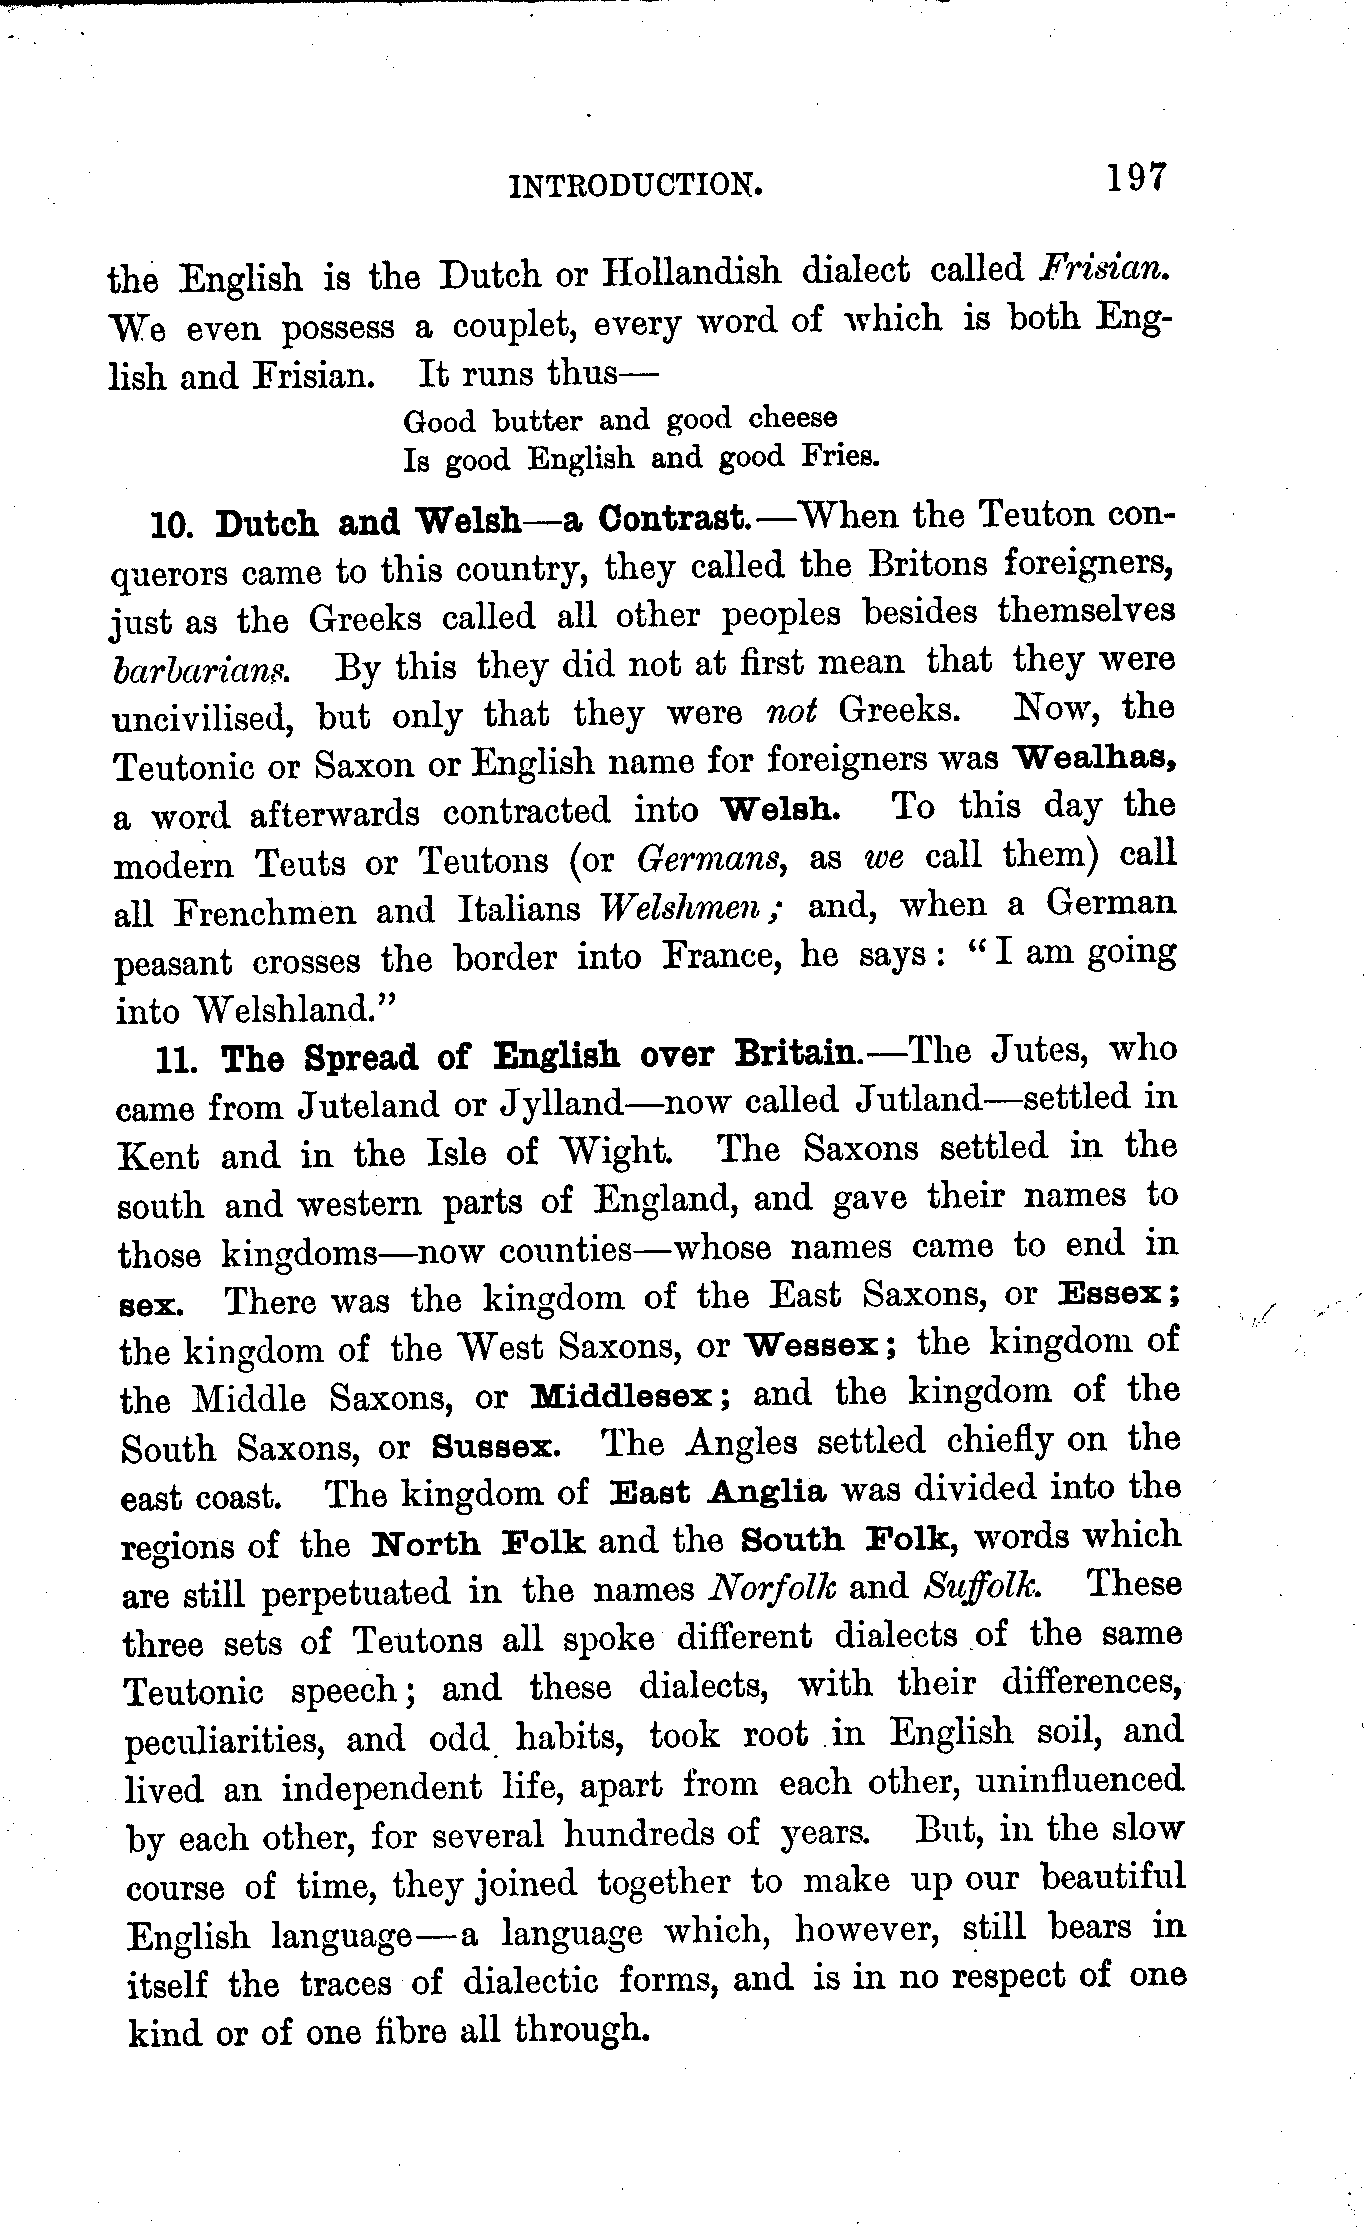 INTRODUCTION. 197
the English is the Dutch or Hollandish dialect called Frisian.
We even possess a couplet, every word of which is both Eng-
lish and Frisian. It runs thus—
Good butter and good cheese
Is good English and good Fries.
10. Dutch and Welsh—a Contrast.—When the Teuton con-
querors came to this country, they called the Britons foreigners,
just as the Greeks called all other peoples besides themselves
barbarians. By this they did not at first mean that they were
uncivilised, but only that they were not Greeks. Now, the
Teutonic or Saxon or English name for foreigners was Wealhas,
a word afterwards contracted into Welsh. To this day the
modern Teuts or Teutons (or Germans, as we call them) call
all Frenchmen and Italians Welshmen; and, when a German
peasant crosses the border into France, he says: “I am going
into Welshland.”
11. The Spread of English over Britain.—The Jutes, who
came from Juteland or Jylland—now called Jutland—settled in
Kent and in the Isle of Wight. The Saxons settled in the
south and western parts of England, and gave their names to
those kingdoms—now counties—whose names came to end in
sex. There was the kingdom of the East Saxons, or Essex;
the kingdom of the West Saxons, or Wessex; the kingdom of
the Middle Saxons, or Middlesex; and the kingdom of the
South Saxons, or Sussex. The Angles settled chiefly on the
east coast. The kingdom of East Anglia was divided into the
regions of the North Folk and the South Folk, words which
are still perpetuated in the names Norfolk and Suffolk. These
three sets of Teutons all spoke different dialects of the same
Teutonic speech; and these dialects, with their differences,
peculiarities, and odd habits, took root in English soil, and
lived an independent life, apart from each other, uninfluenced
by each other, for several hundreds of years. But, in the slow
course of time, they joined together to make up our beautiful
English language—a language which, however, still bears in
itself the traces of dialectic forms, and is in no respect of one
kind or of one fibre all through.